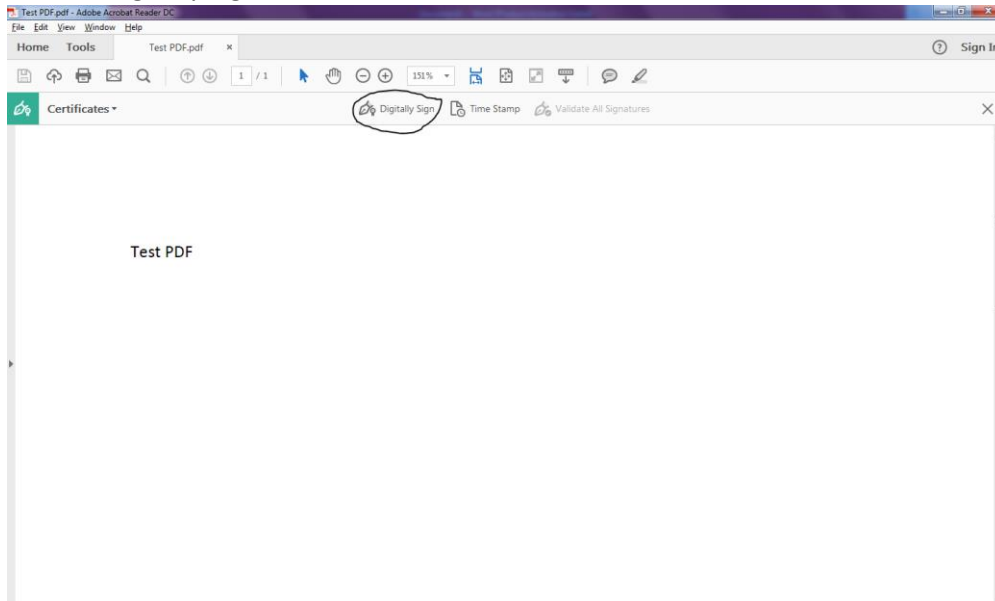 Test PDF.pdf - Adobe Acrobat Reader DC
File Edit View Window Help
Home Tools Test PDF.pdf × ? Sign In
1 / 1 151%
Certificates Digitally Sign Time Stamp Validate All Signatures
Test PDF